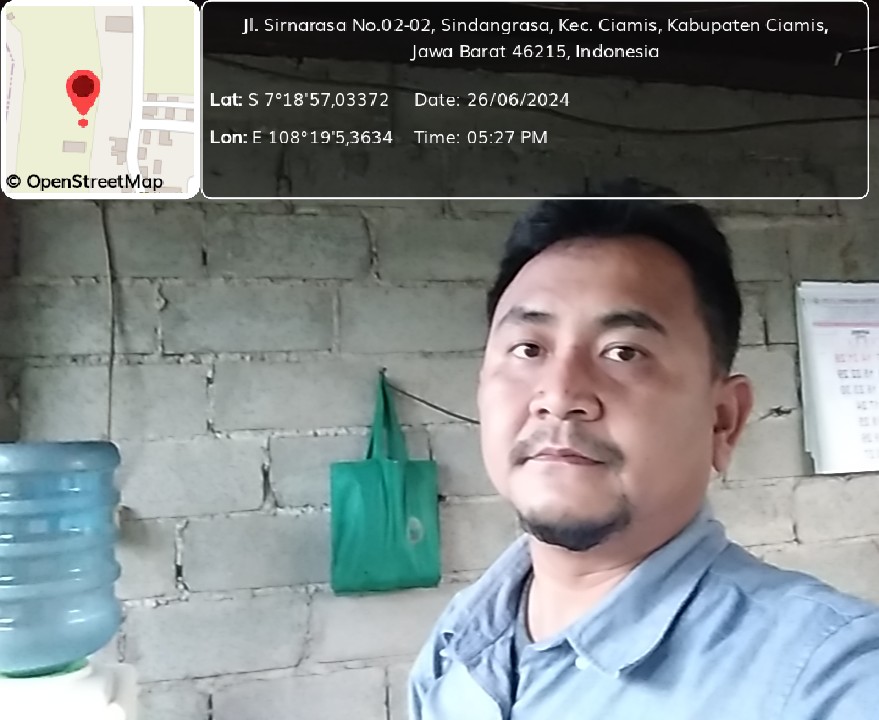 Jl. Sirnarasa No.02-02, Sindangrasa, Kec. Ciamis, Kabupaten Ciamis,
Jawa Barat 46215, Indonesia
Lat: S 7°18'57,03372 Date: 26/06/2024
Lon: E 108°19'5,3634 Time: 05:27 PM
© OpenStreetMap